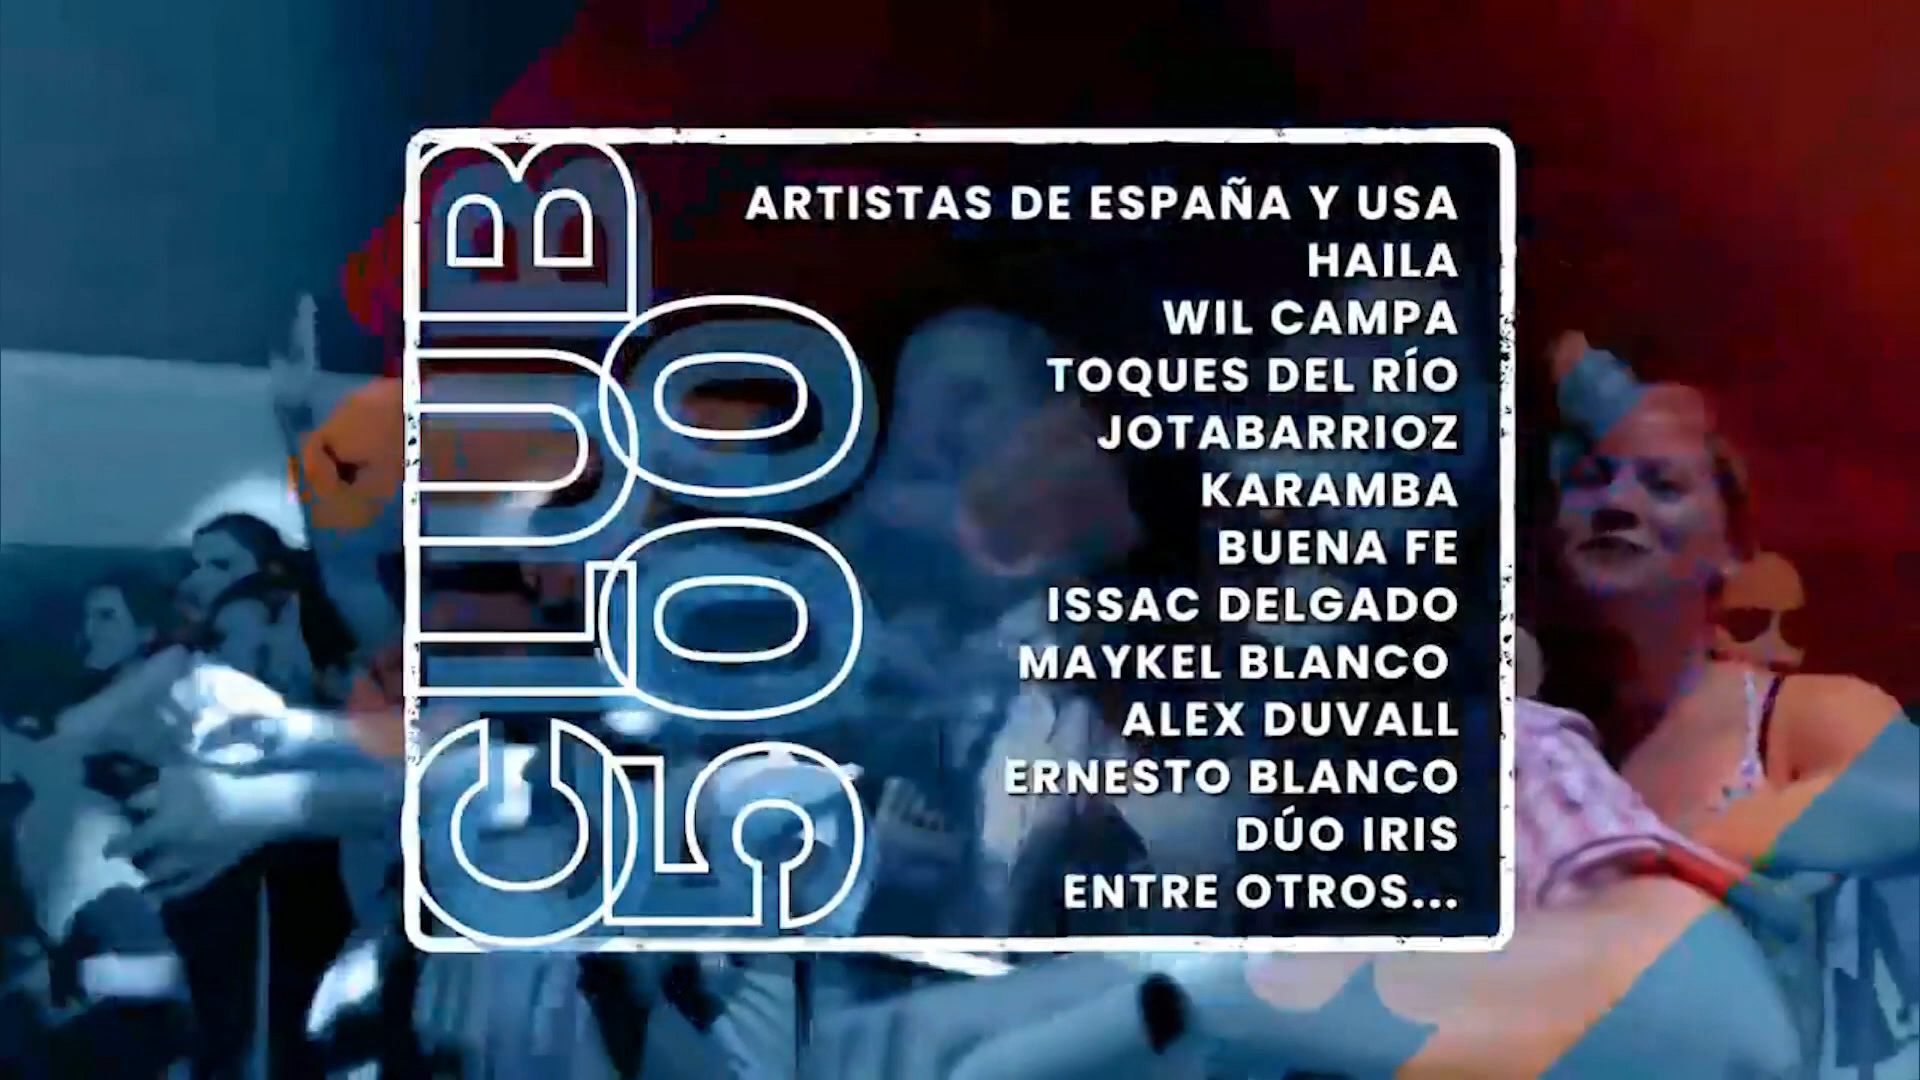 CLUB
500
ARTISTAS DE ESPAÑA Y USA
HAILA
WIL CAMPA
TOQUES DEL RÍO
JOTABARRIOZ
KARAMBA
BUENA FE
ISSAC DELGADO
MAYKEL BLANCO
ALEX DUVALL
ERNESTO BLANCO
DÚO IRIS
ENTRE OTROS...